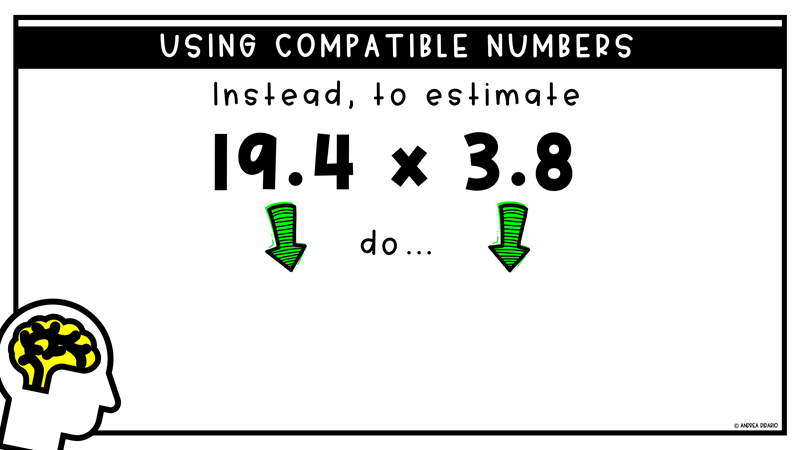 USING COMPATIBLE NUMBERS
Instead, to estimate
19.4 × 3.8
do...
© ANDREA DIDARIO